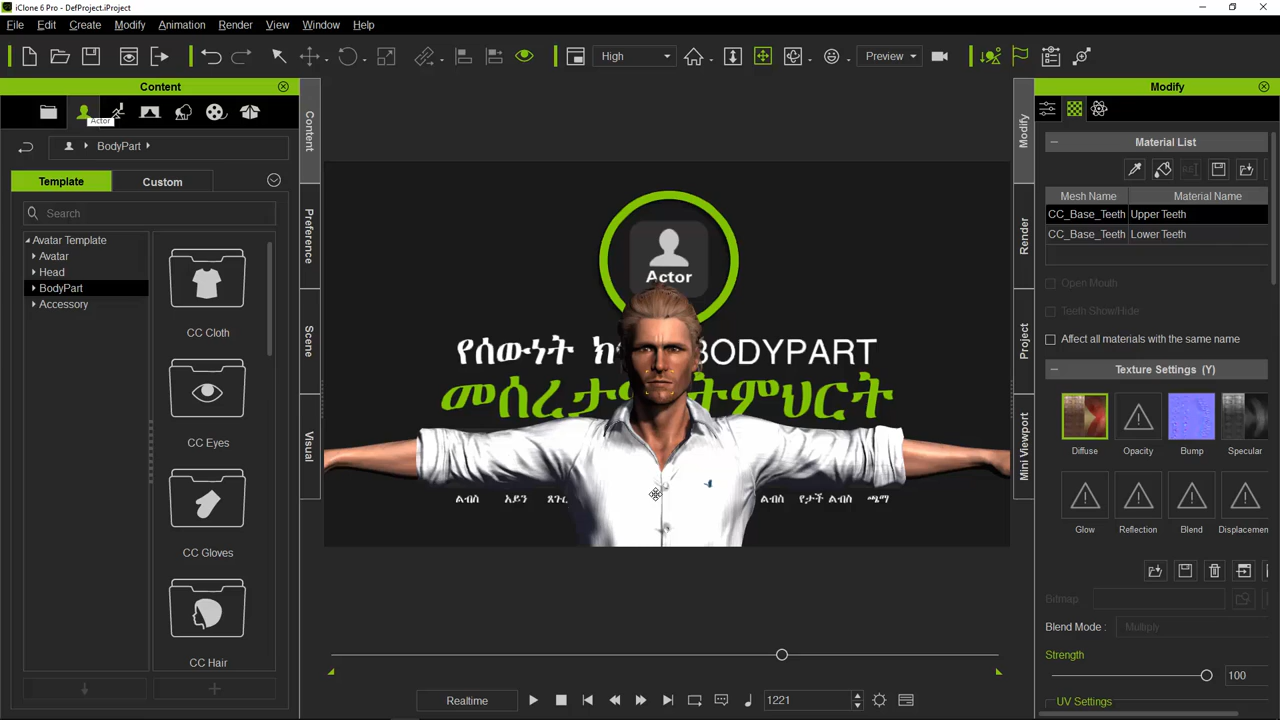 iClone 6 Pro - DefProject.iProject
File Edit Create Modify Animation Render View Window Help
High Preview
Content Modify
Actor
BodyPart
Template Custom
Search
Avatar Template
Avatar
Head
BodyPart
Accessory
CC Cloth
CC Eyes
CC Gloves
CC Hair
Content
Preference
Scene
Visual
Actor
የሰውነት BODYPART
ትምህርት
ልብስ አይን የታች ልብስ ጫማ
ልብስ
Realtime 1221
Modify
Render
Project
Mini Viewport
Material List
Mesh Name Material Name
CC_Base_Teeth Upper Teeth
CC_Base_Teeth Lower Teeth
Open Mouth
Teeth Show/Hide
Affect all materials with the same name
Texture Settings (Y)
Diffuse Opacity Bump Specular
Glow Reflection Blend Displacemen
Bitmap
Blend Mode : Multiply
Strength
100
UV Settings